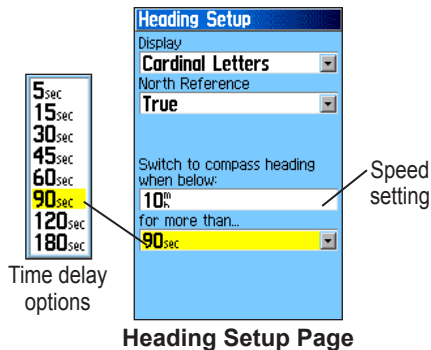 Heading Setup
Display
Cardinal Letters
North Reference
True
Switch to compass heading
when below:
10 m/h
for more than...
90sec
5sec
15sec
30sec
45sec
60sec
90sec
120sec
180sec
Time delay
options
Speed
setting
Heading Setup Page